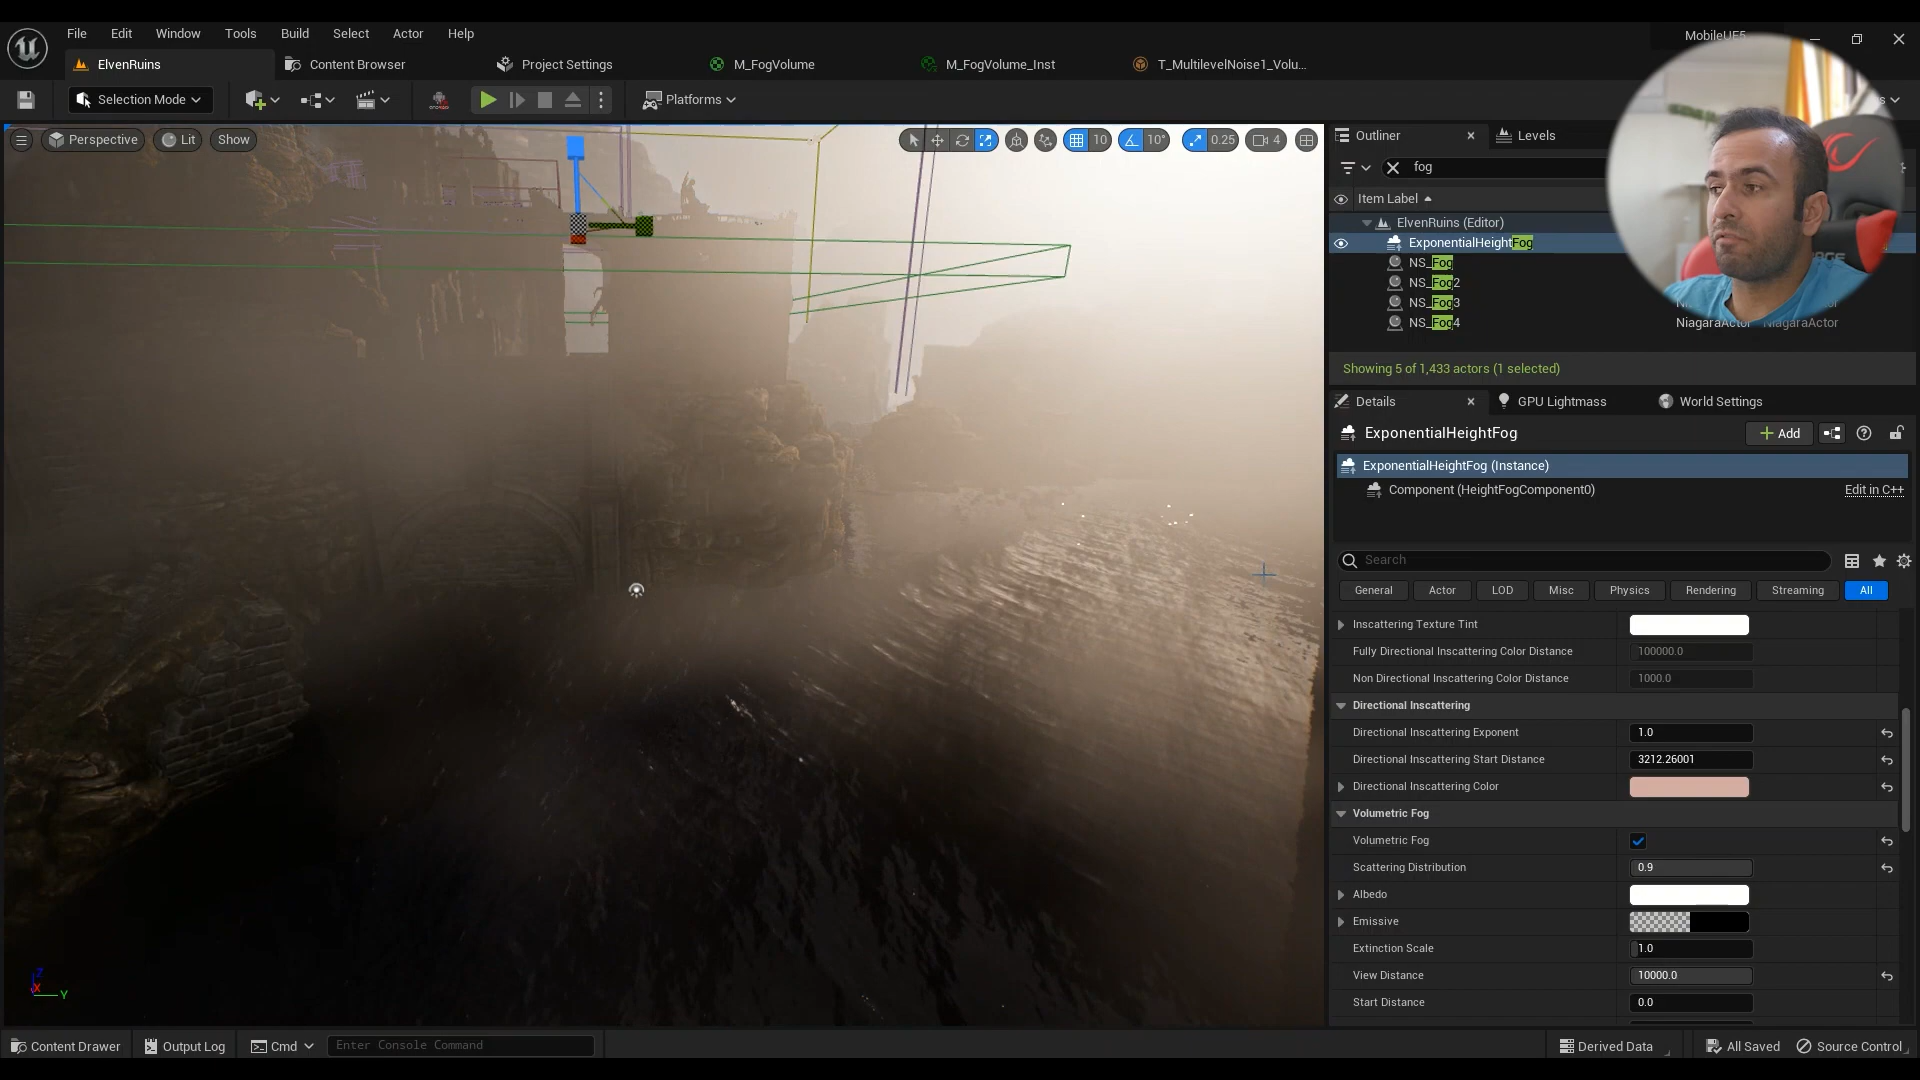 File Edit Window Tools Build Select Actor Help
MobileUE5
ElvenRuins
Content Browser
Project Settings
M_FogVolume
M_FogVolume_Inst
T_MultilevelNoise1_Volu...
Selection Mode
Platforms
Perspective
Lit
Show
10
10°
0.25
4
Outliner
Levels
fog
Item Label
ElvenRuins (Editor)
ExponentialHeightFog
NS_Fog
NS_Fog2
NS_Fog3
NS_Fog4
NiagaraActor NiagaraActor
Showing 5 of 1,433 actors (1 selected)
Details
GPU Lightmass
World Settings
ExponentialHeightFog
Add
ExponentialHeightFog (Instance)
Component (HeightFogComponent0)
Edit in C++
Search
General Actor LOD Misc Physics Rendering Streaming All
Inscattering Texture Tint
Fully Directional Inscattering Color Distance 100000.0
Non Directional Inscattering Color Distance 1000.0
Directional Inscattering
Directional Inscattering Exponent 1.0
Directional Inscattering Start Distance 3212.26001
Directional Inscattering Color
Volumetric Fog
Volumetric Fog
Scattering Distribution 0.9
Albedo
Emissive
Extinction Scale 1.0
View Distance 10000.0
Start Distance 0.0
Z
X
Y
Content Drawer
Output Log
Cmd
Enter Console Command
Derived Data
All Saved
Source Control